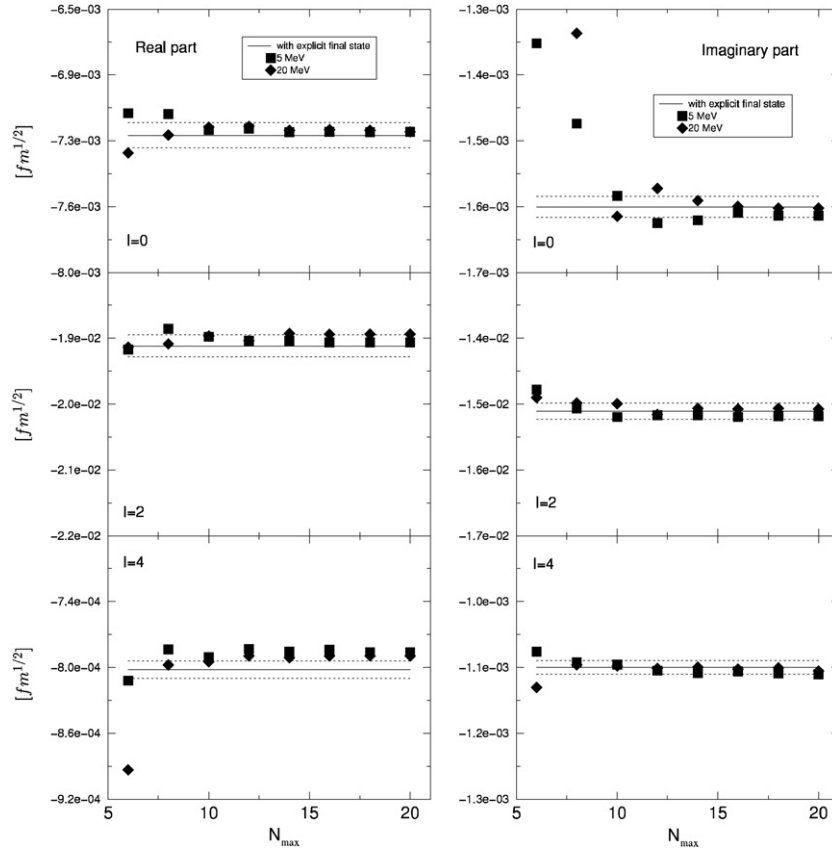 Real part
with explicit final state
5 MeV
20 MeV
-6.5e-03
-6.9e-03
-7.3e-03
-7.6e-03
-8.0e-03
[fm^{1/2}]
l=0
Imaginary part
with explicit final state
5 MeV
20 MeV
-1.3e-03
-1.4e-03
-1.5e-03
-1.6e-03
-1.7e-03
l=0
-1.9e-02
-2.0e-02
-2.1e-02
-2.2e-02
[fm^{1/2}]
l=2
-1.4e-02
-1.5e-02
-1.6e-02
-1.7e-02
l=2
l=4
-7.4e-04
-8.0e-04
-8.6e-04
-9.2e-04
[fm^{1/2}]
5 10 15 20
N_{max}
l=4
-1.0e-03
-1.1e-03
-1.2e-03
-1.3e-03
5 10 15 20
N_{max}